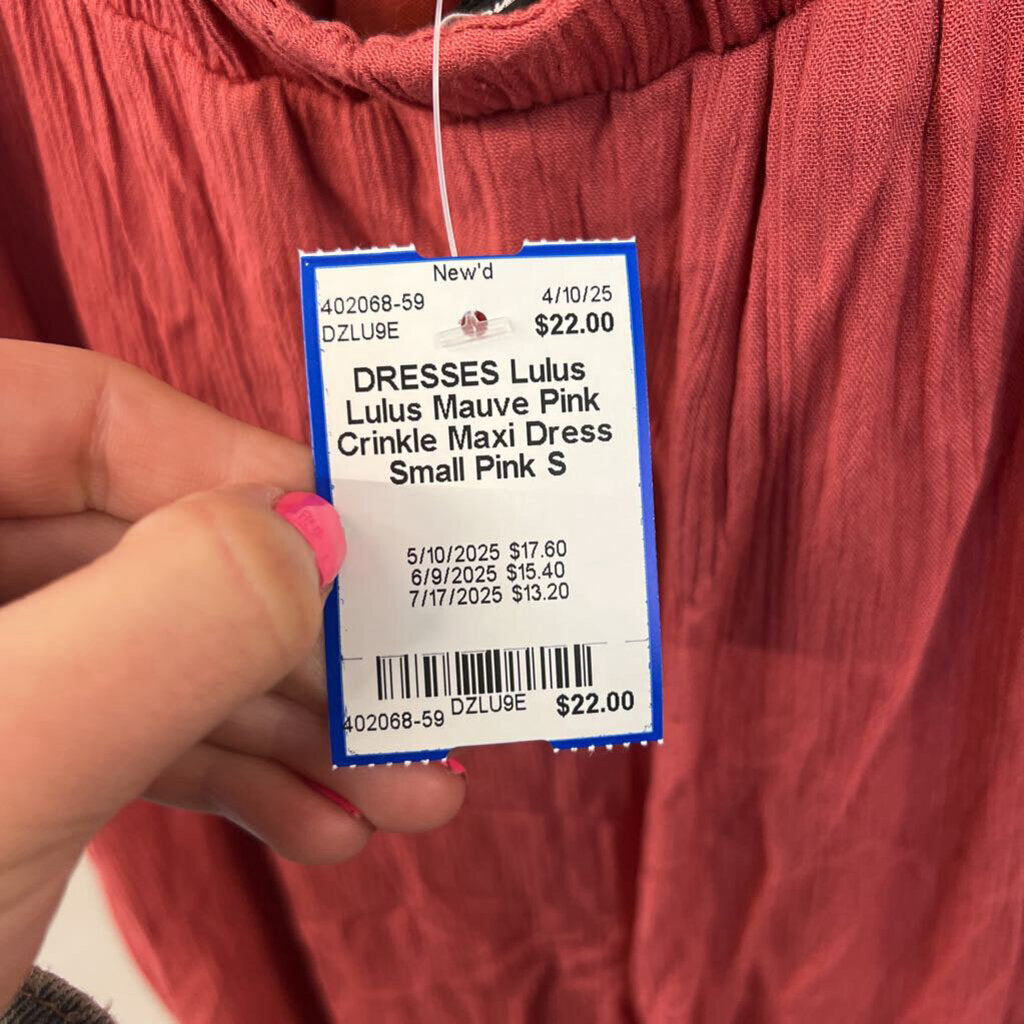 New'd
402068-59 4/10/25
DZLU9E $22.00
DRESSES Lulus
Lulus Mauve Pink
Crinkle Maxi Dress
Small Pink S
5/10/2025 $17.60
6/9/2025 $15.40
7/17/2025 $13.20
402068-59 DZLU9E $22.00